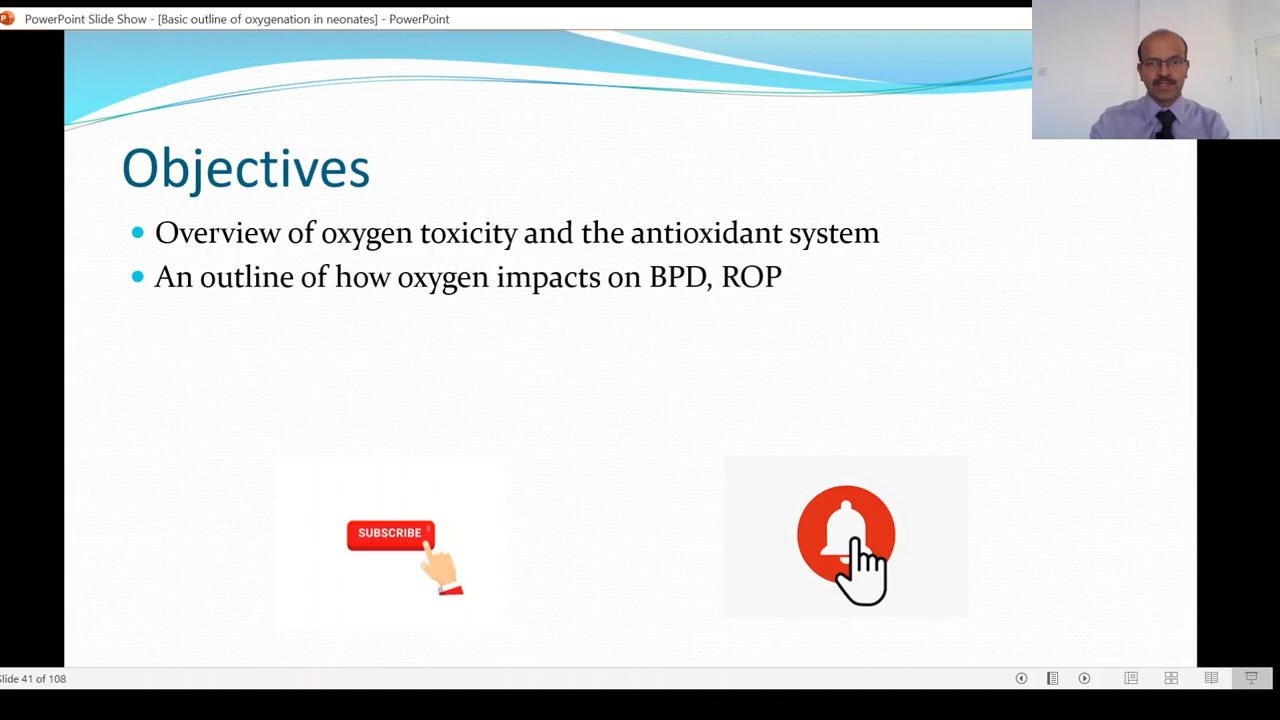 PowerPoint Slide Show - [Basic outline of oxygenation in neonates] - PowerPoint
Objectives
Overview of oxygen toxicity and the antioxidant system
An outline of how oxygen impacts on BPD, ROP
SUBSCRIBE
Slide 41 of 108